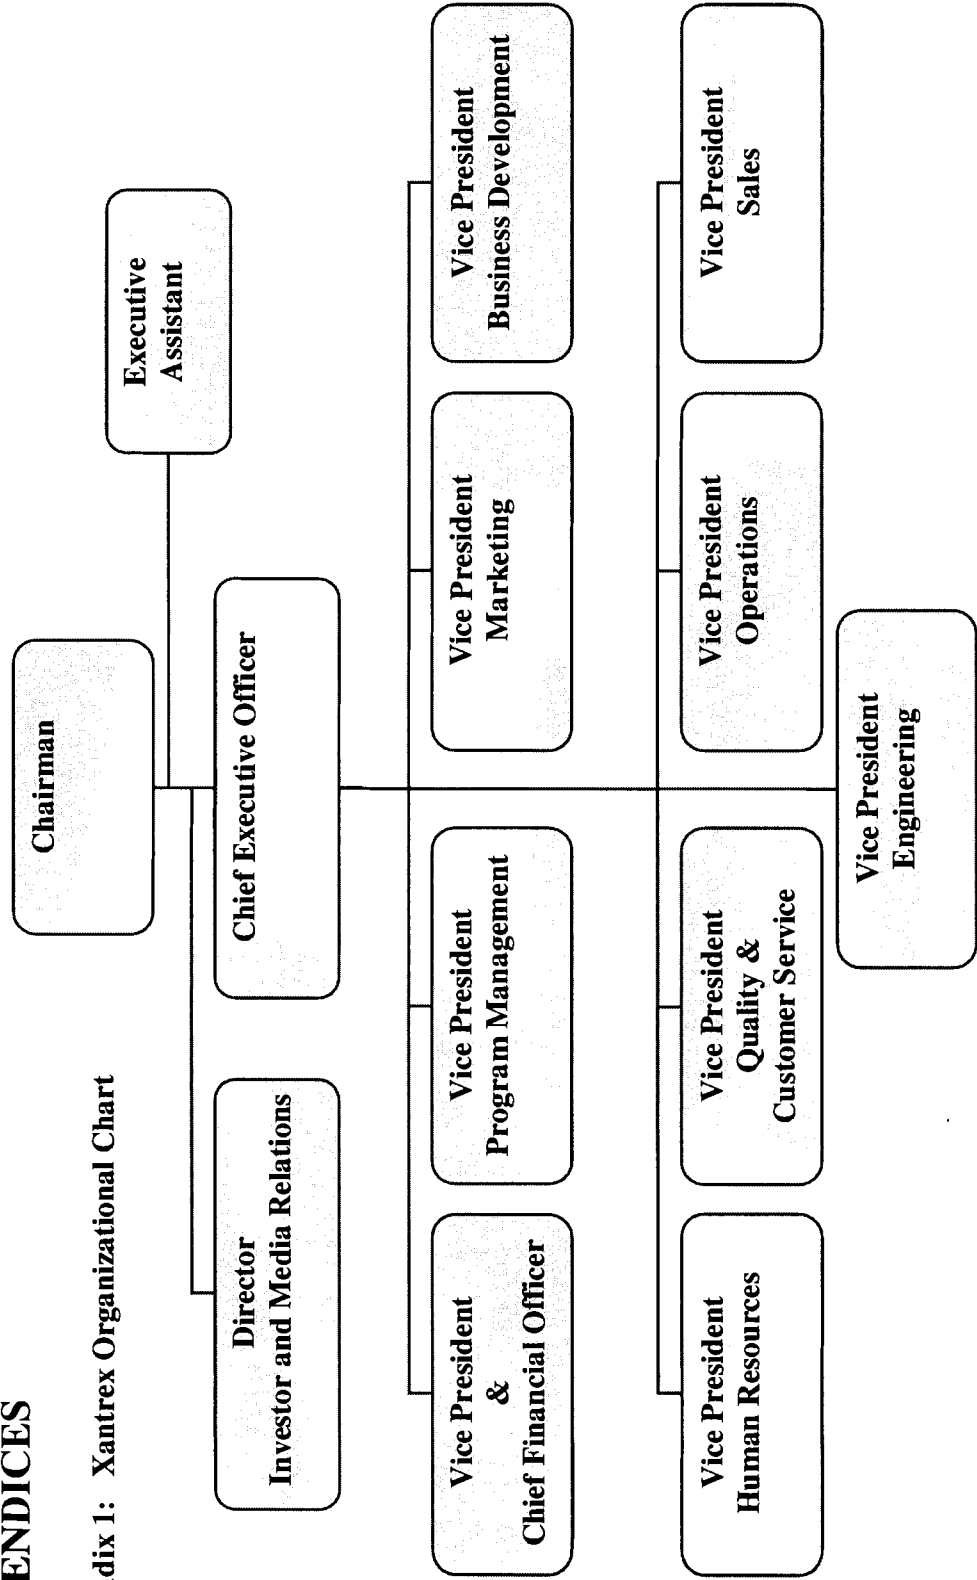 ENDICES
dix 1: Xantrex Organizational Chart
Chairman
Executive
Assistant
Director
Investor and Media Relations
Chief Executive Officer
Vice President
&
Chief Financial Officer
Vice President
Program Management
Vice President
Marketing
Vice President
Business Development
Vice President
Human Resources
Vice President
Quality &
Customer Service
Vice President
Operations
Vice President
Sales
Vice President
Engineering